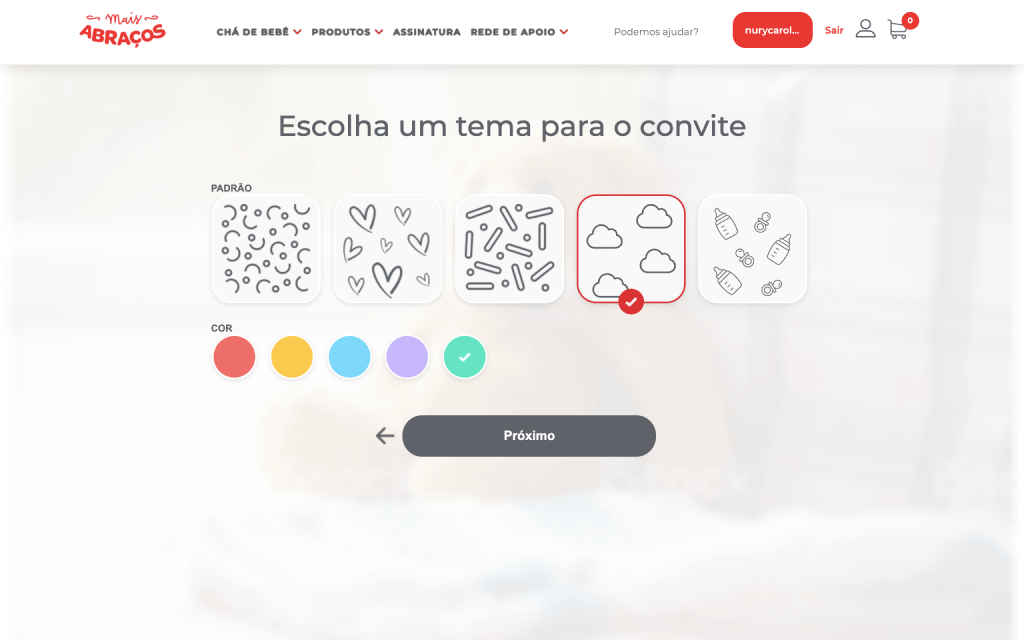 Mais
ABRAÇOS
CHÁ DE BEBÊ
PRODUTOS
ASSINATURA
REDE DE APOIO
Podemos ajudar?
nurycarol...
Sair
0
Escolha um tema para o convite
PADRÃO
COR
Próximo